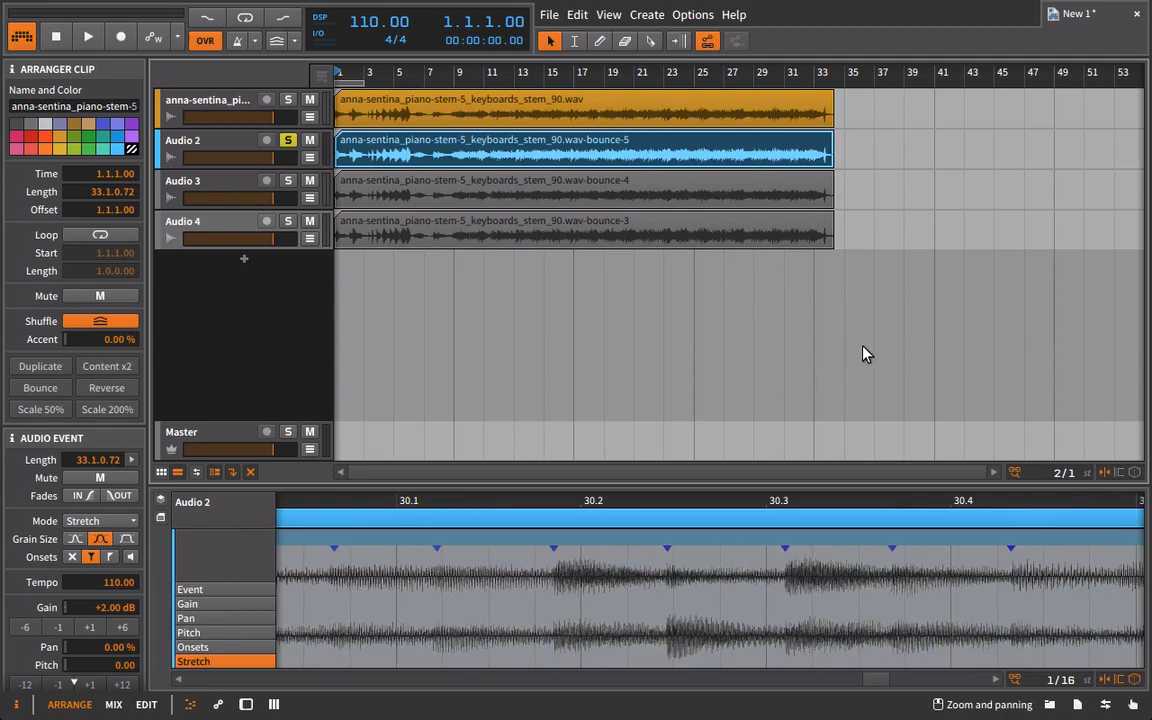 DSP
I/O
110.00
4/4
1.1.1.00
00:00:00.00
File Edit View Create Options Help
New 1*
OVR
ARRANGER CLIP
Name and Color
anna-sentina_piano-stem-5
Time 1.1.1.00
Length 33.1.0.72
Offset 1.1.1.00
Loop
Start 1.1.1.00
Length 1.0.0.00
Mute M
Shuffle
Accent 0.00 %
Duplicate Content x2
Bounce Reverse
Scale 50% Scale 200%
AUDIO EVENT
Length 33.1.0.72
Mute M
Fades IN OUT
Mode Stretch
Grain Size
Onsets
Tempo 110.00
Gain +2.00 dB
-6 -1 +1 +6
Pan 0.00 %
Pitch 0.00
-12 -1 +1 +12
1 3 5 7 9 11 13 15 17 19 21 23 25 27 29 31 33 35 37 39 41 43 45 47 49 51 53
anna-sentina_pi... S M
anna-sentina_piano-stem-5_keyboards_stem_90.wav
Audio 2 S M
anna-sentina_piano-stem-5_keyboards_stem_90.wav-bounce-5
Audio 3 S M
anna-sentina_piano-stem-5_keyboards_stem_90.wav-bounce-4
Audio 4 S M
anna-sentina_piano-stem-5_keyboards_stem_90.wav-bounce-3
Master S M
2/1
Audio 2
30.1 30.2 30.3 30.4
Event
Gain
Pan
Pitch
Onsets
Stretch
1/16
ARRANGE MIX EDIT
Zoom and panning